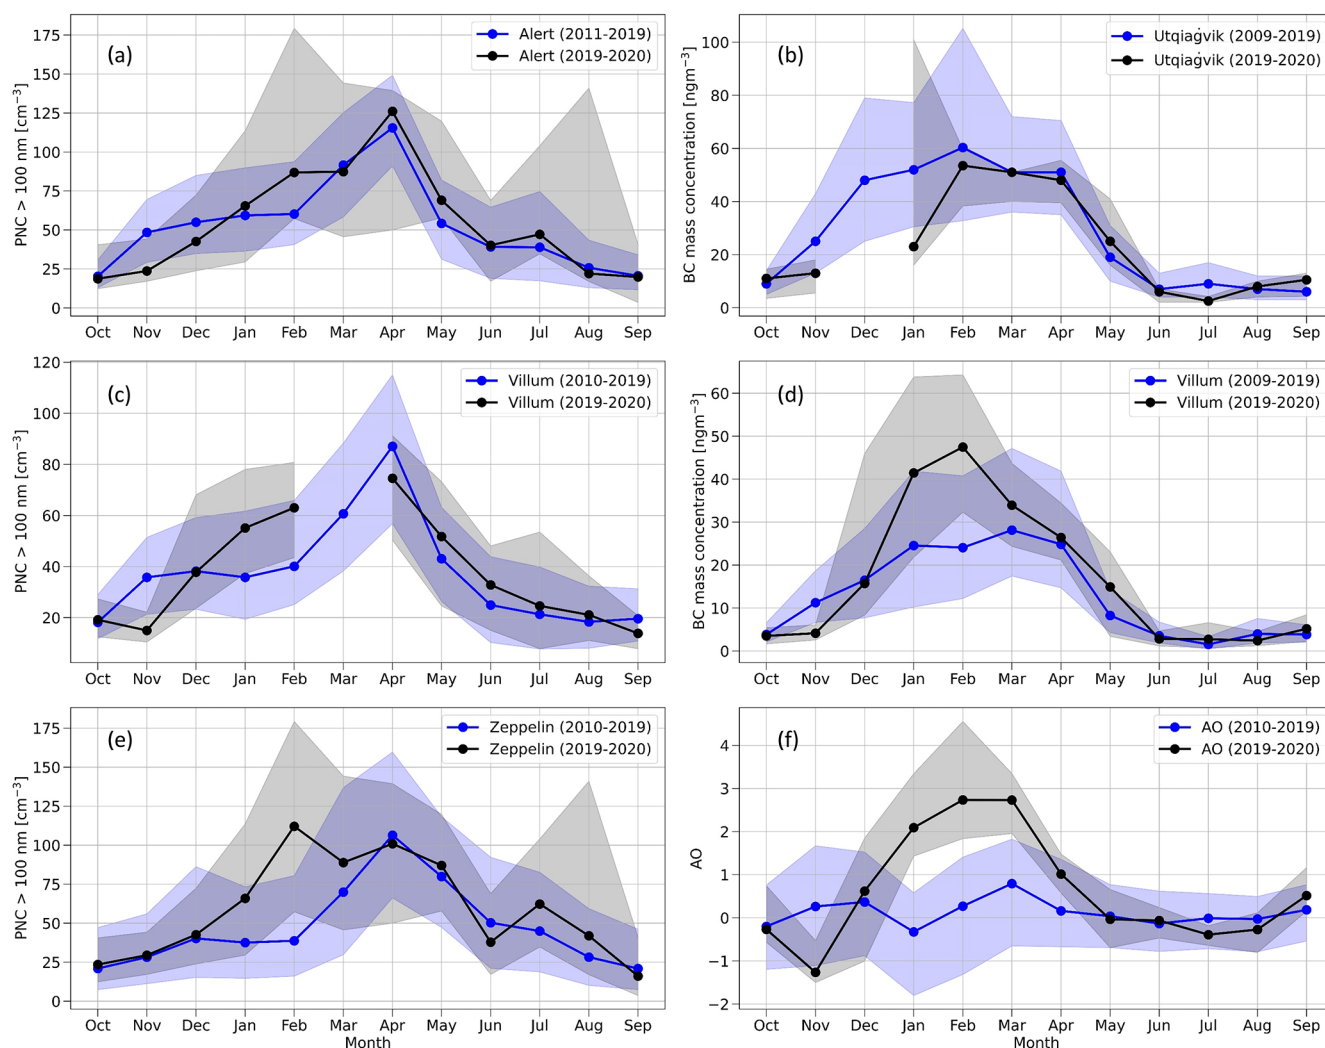 (a)
Alert (2011-2019)
Alert (2019-2020)
PNC > 100 nm [cm⁻³]
175
150
125
100
75
50
25
0
Oct Nov Dec Jan Feb Mar Apr May Jun Jul Aug Sep
(b)
Utqiaġvik (2009-2019)
Utqiaġvik (2019-2020)
BC mass concentration [ngm⁻³]
100
80
60
40
20
0
Oct Nov Dec Jan Feb Mar Apr May Jun Jul Aug Sep
(c)
Villum (2010-2019)
Villum (2019-2020)
PNC > 100 nm [cm⁻³]
120
100
80
60
40
20
Oct Nov Dec Jan Feb Mar Apr May Jun Jul Aug Sep
(d)
Villum (2009-2019)
Villum (2019-2020)
BC mass concentration [ngm⁻³]
60
50
40
30
20
10
0
Oct Nov Dec Jan Feb Mar Apr May Jun Jul Aug Sep
(e)
Zeppelin (2010-2019)
Zeppelin (2019-2020)
PNC > 100 nm [cm⁻³]
175
150
125
100
75
50
25
0
Oct Nov Dec Jan Feb Mar Apr May Jun Jul Aug Sep
Month
(f)
AO (2010-2019)
AO (2019-2020)
AO
4
3
2
1
0
−1
−2
Oct Nov Dec Jan Feb Mar Apr May Jun Jul Aug Sep
Month